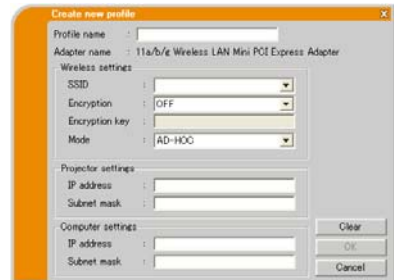 Create new profile x
Profile name :
Adapter name : 11a/b/g Wireless LAN Mini PCI Express Adapter
Wireless settings
SSID :
Encryption : OFF
Encryption key :
Mode : AD-HOC
Projector settings
IP address :
Subnet mask :
Computer settings
Clear
IP address :
OK
Subnet mask :
Cancel